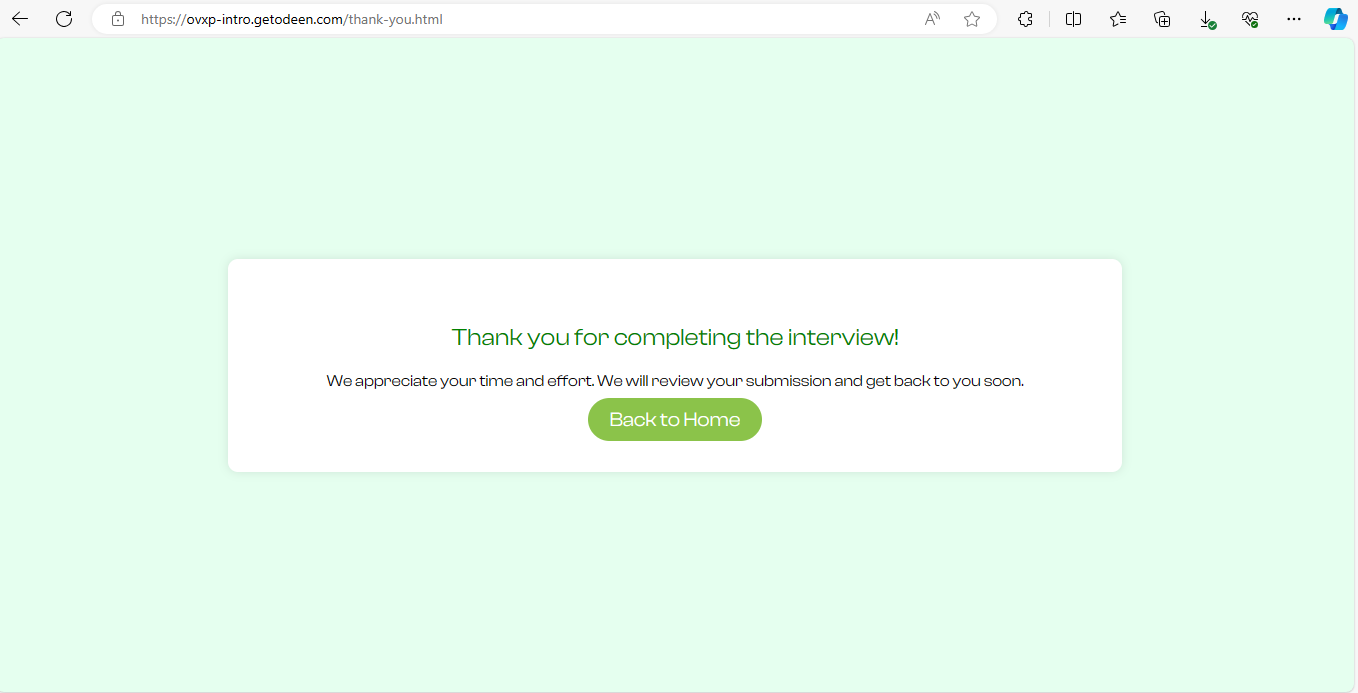 https://ovxp-intro.getodeen.com/thank-you.html
Thank you for completing the interview!
We appreciate your time and effort. We will review your submission and get back to you soon.
Back to Home